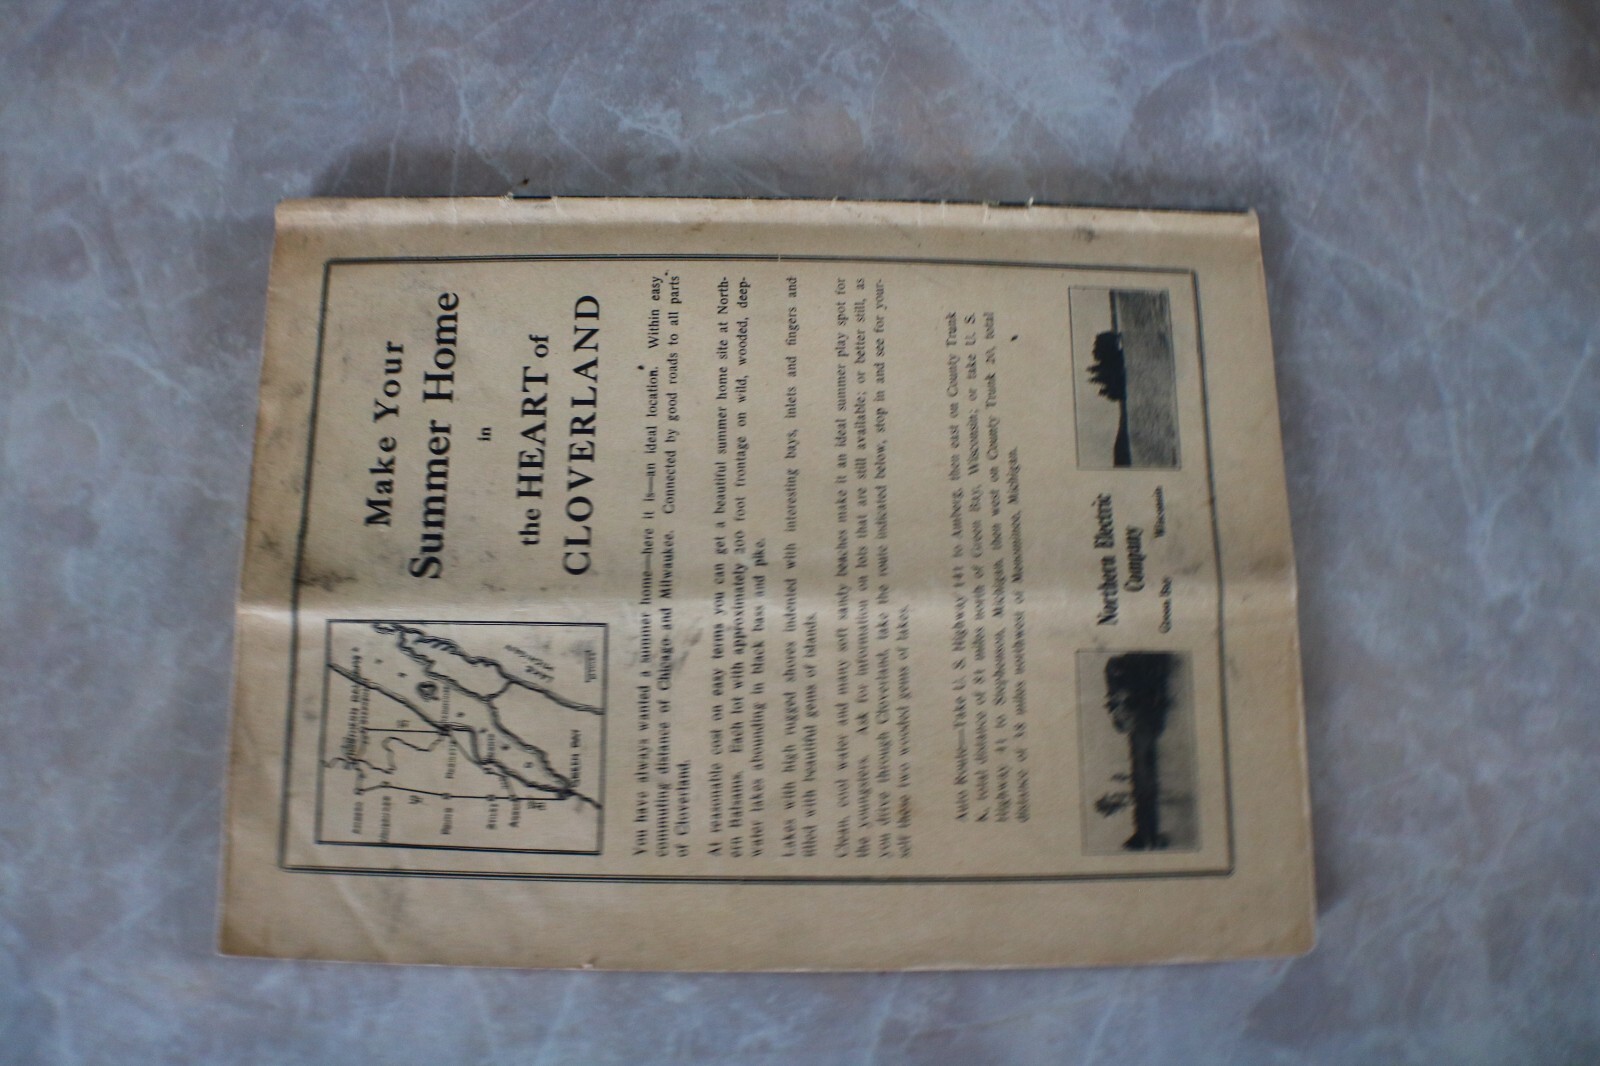 Make Your
Summer Home
in
the HEART of
CLOVERLAND
You have always wanted a summer home—here it is—an ideal location. Within easy
commuting distance of Chicago and Milwaukee. Connected by good roads to all parts
of Cloverland.
At reasonable cost on easy terms you can get a beautiful summer home site at North-
ern Balsams. Each lot with approximately 200 foot frontage on wild, wooded, deep-
water lakes abounding in black bass and pike.
Lakes with high rugged shores indented with interesting bays, inlets and fingers and
filled with beautiful gems of islands.
Clean, cool water and many soft sandy beaches make it an ideal summer play spot for
the youngsters. Ask for information on lots that are still available; or better still, as
you drive through Cloverland, take the route indicated below, stop in and see for your-
self these two wooded gems of lakes.
Auto Route—Take U. S. Highway 141 to Amberg, then east on County Trunk
K, total distance of 81 miles north of Green Bay, Wisconsin; or take U. S.
Highway 41 to Stephenson, Michigan, then west on County Trunk 20, total
distance of 48 miles northwest of Menominee, Michigan.
Northern Electric
Company
Green Bay Wisconsin